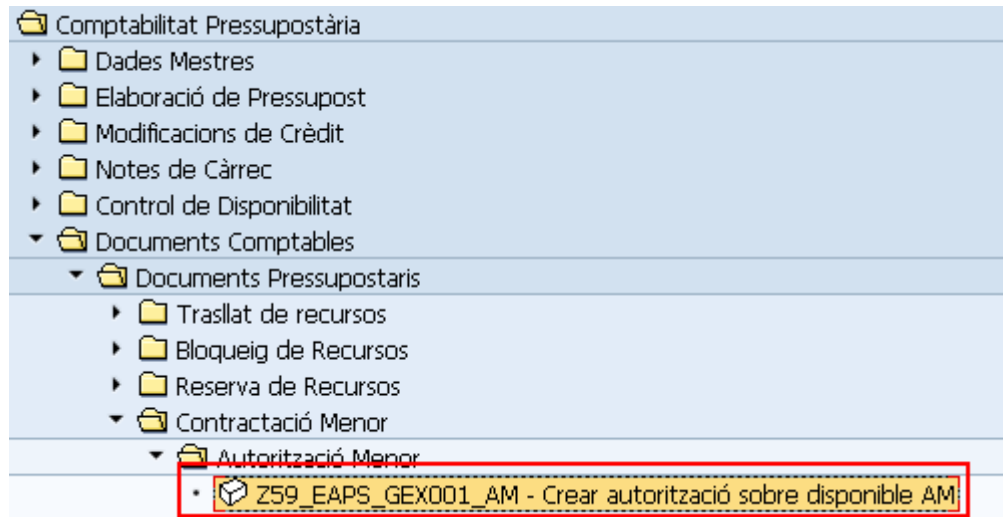 Comptabilitat Pressupostària
Dades Mestres
Elaboració de Pressupost
Modificacions de Crèdit
Notes de Càrrec
Control de Disponibilitat
Documents Comptables
Documents Pressupostaris
Trasllat de recursos
Bloqueig de Recursos
Reserva de Recursos
Contractació Menor
Autorització Menor
Z59_EAPS_GEX001_AM - Crear autorització sobre disponible AM